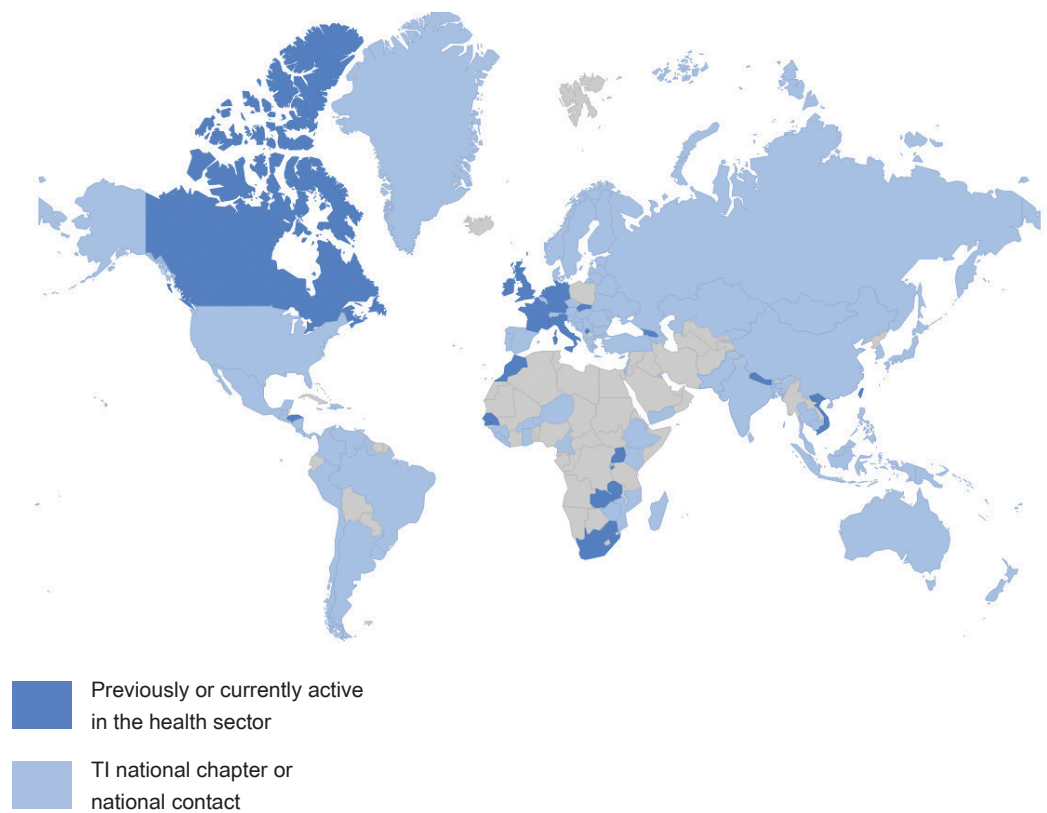 Previously or currently active
in the health sector
TI national chapter or
national contact